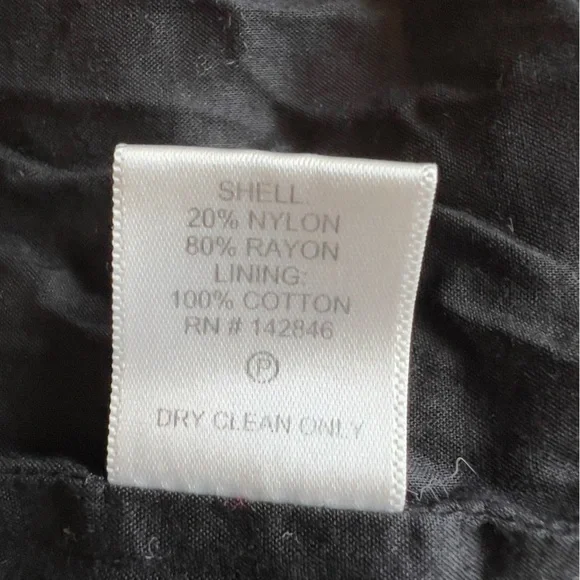 SHELL:
20% NYLON
80% RAYON
LINING:
100% COTTON
RN # 142846
P
DRY CLEAN ONLY